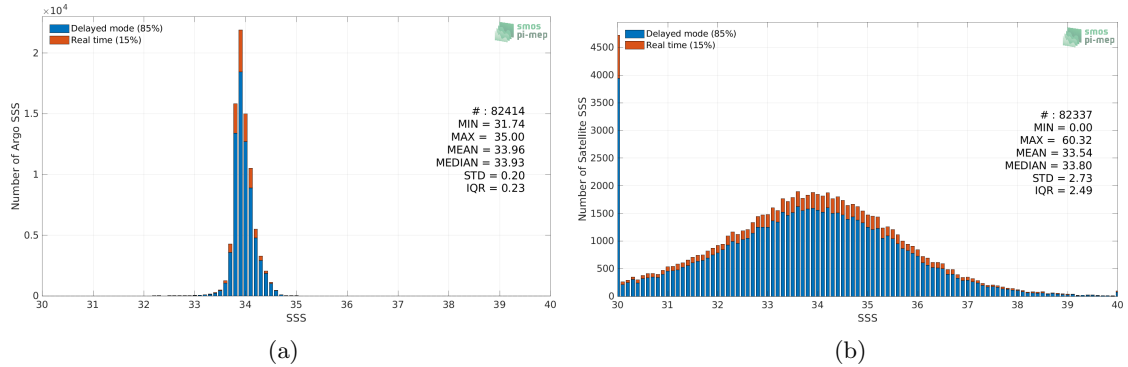 ×10⁴
Delayed mode (85%)
Real time (15%)
smos
pi-mep
2
1.5
1
0.5
0
Number of Argo SSS
# : 82414
MIN = 31.74
MAX = 35.00
MEAN = 33.96
MEDIAN = 33.93
STD = 0.20
IQR = 0.23
30 31 32 33 34 35 36 37 38 39 40
SSS
(a)
Delayed mode (85%)
Real time (15%)
smos
pi-mep
4500
4000
3500
3000
2500
2000
1500
1000
500
0
Number of Satellite SSS
# : 82337
MIN = 0.00
MAX = 60.32
MEAN = 33.54
MEDIAN = 33.80
STD = 2.73
IQR = 2.49
30 31 32 33 34 35 36 37 38 39 40
SSS
(b)